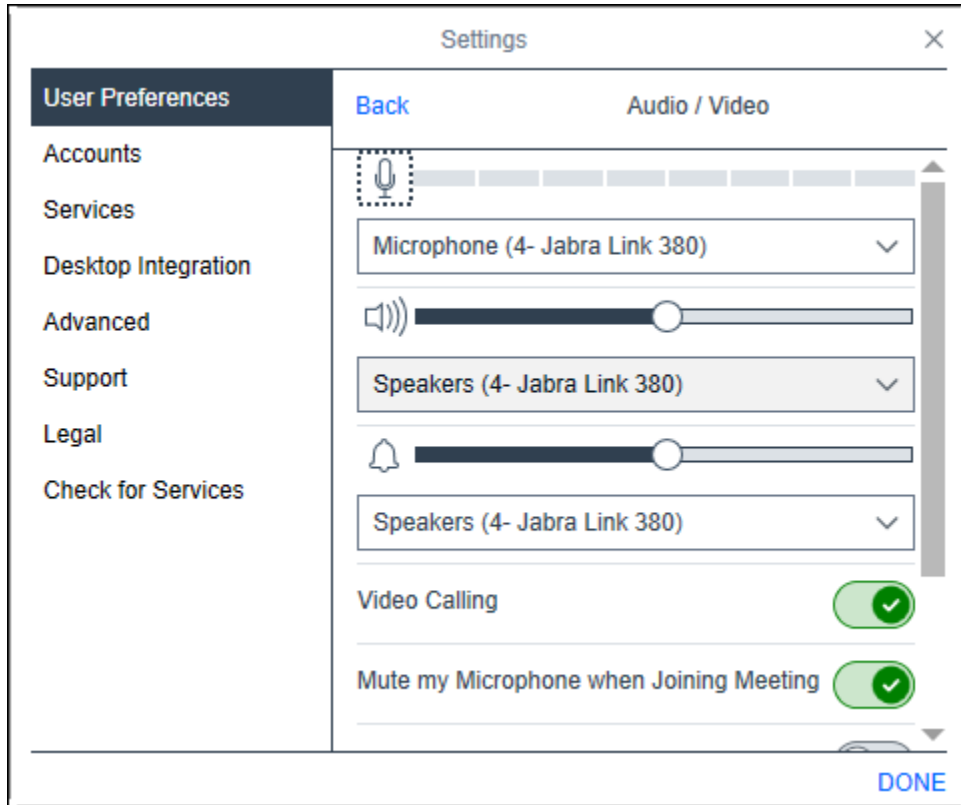 Settings
User Preferences
Accounts
Services
Desktop Integration
Advanced
Support
Legal
Check for Services
Back
Audio / Video
Microphone (4- Jabra Link 380)
Speakers (4- Jabra Link 380)
Speakers (4- Jabra Link 380)
Video Calling
Mute my Microphone when Joining Meeting
DONE